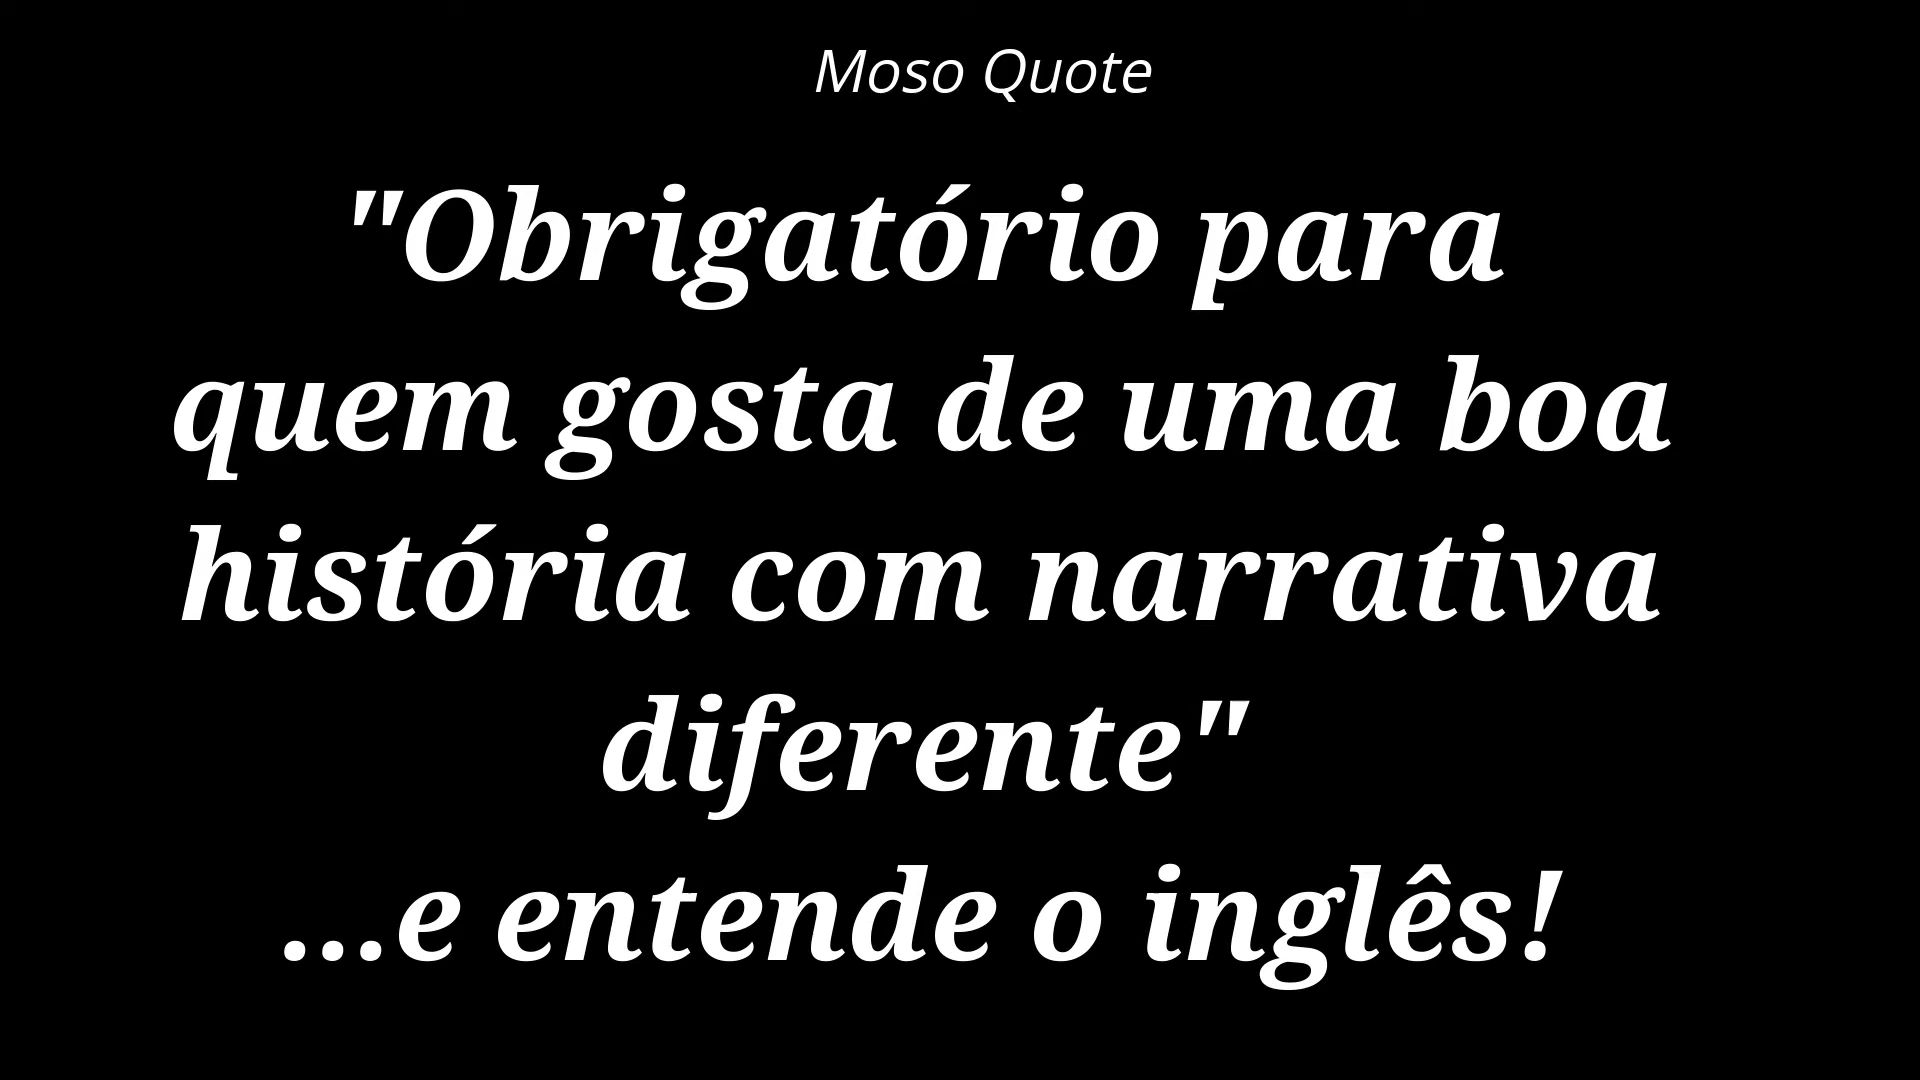 Moso Quote
"Obrigatório para
quem gosta de uma boa
história com narrativa
diferente"
...e entende o inglês!